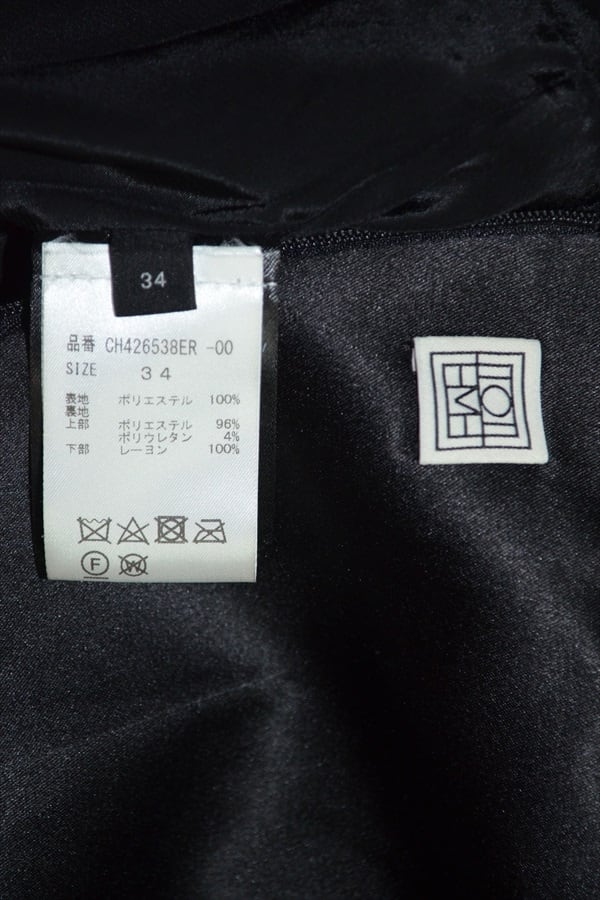 34
品番 CH426538ER -00
SIZE 34
表地 ポリエステル 100%
裏地
上部 ポリエステル 96%
ポリウレタン 4%
下部 レーヨン 100%
F
W